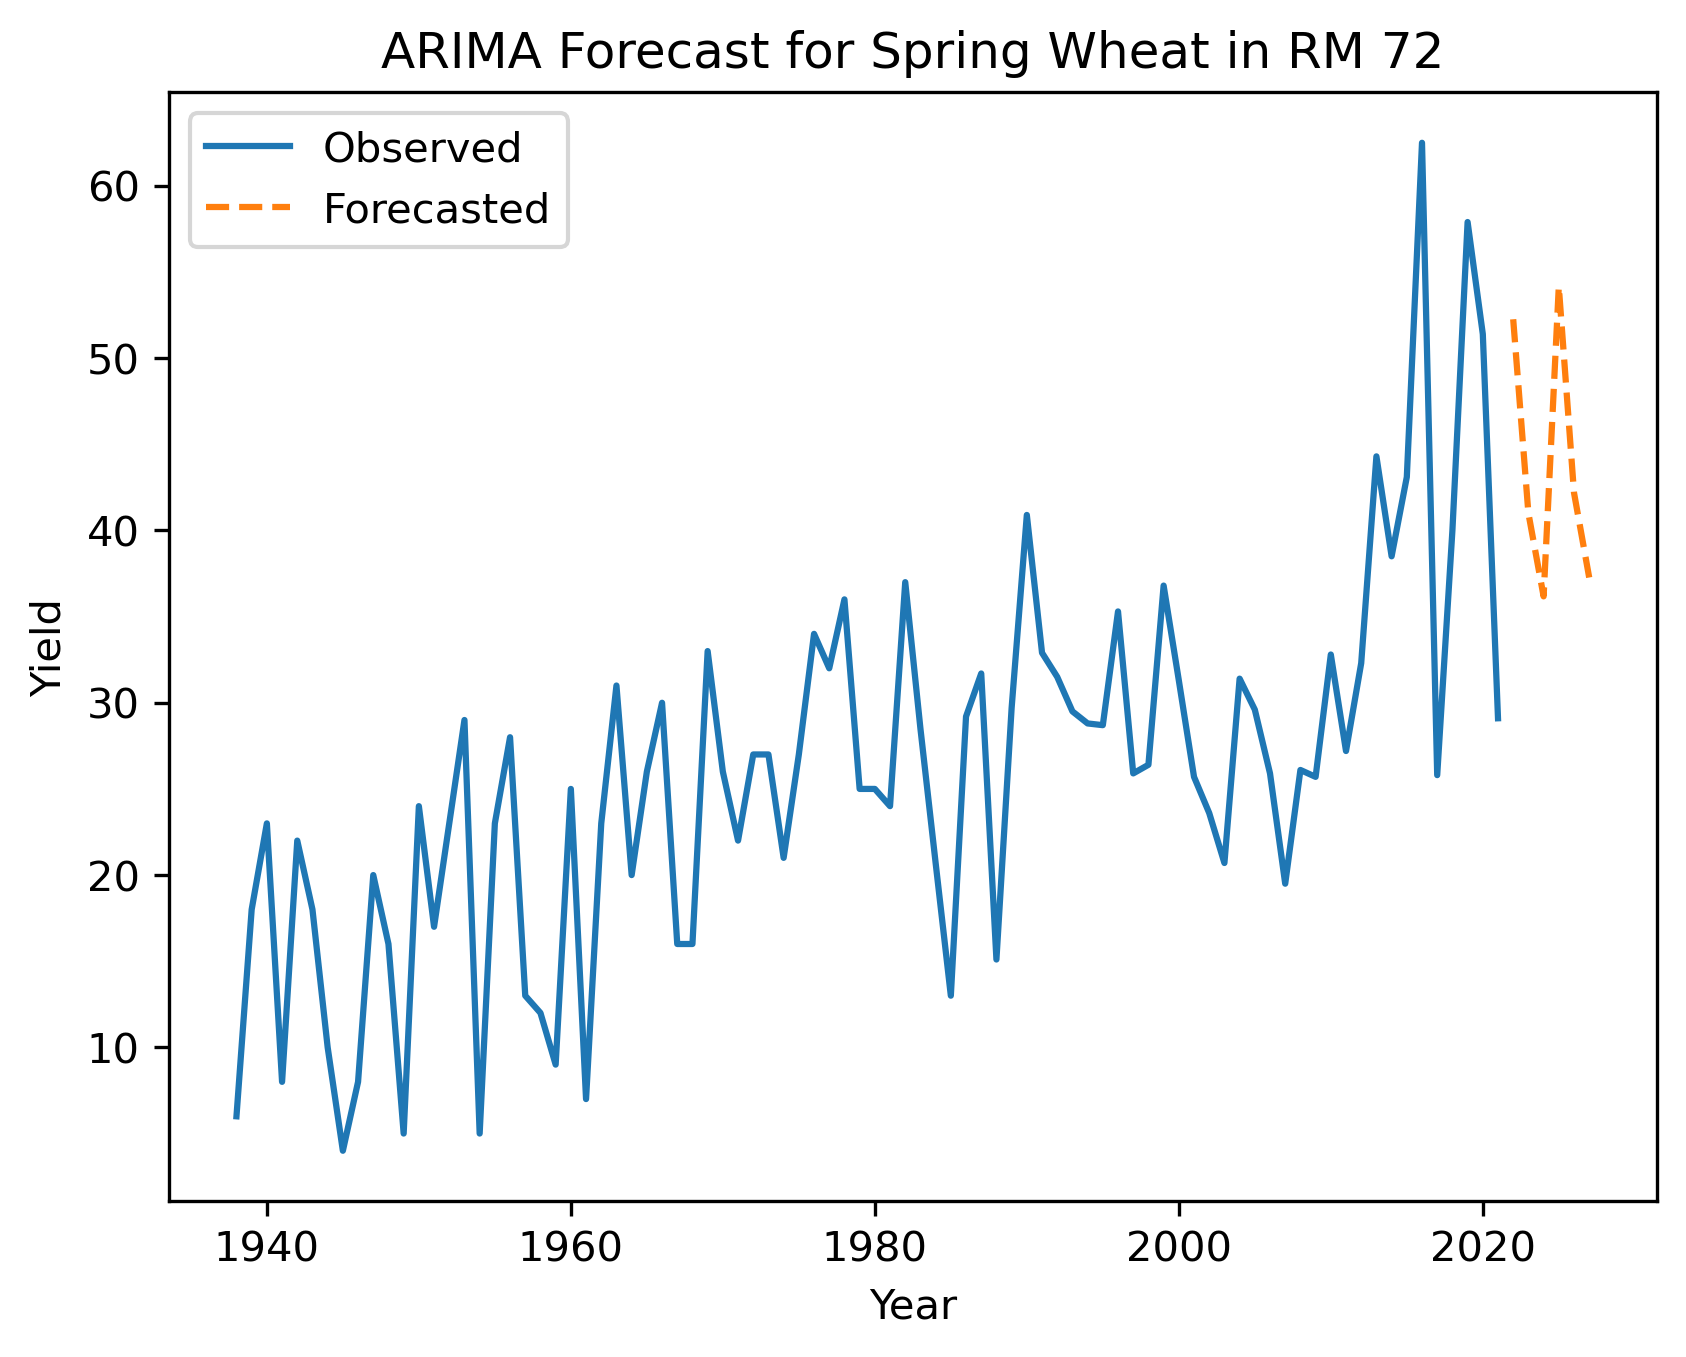 ARIMA Forecast for Spring Wheat in RM 72
Observed
Forecasted
60
50
40
30
20
10
Yield
1940 1960 1980 2000 2020
Year